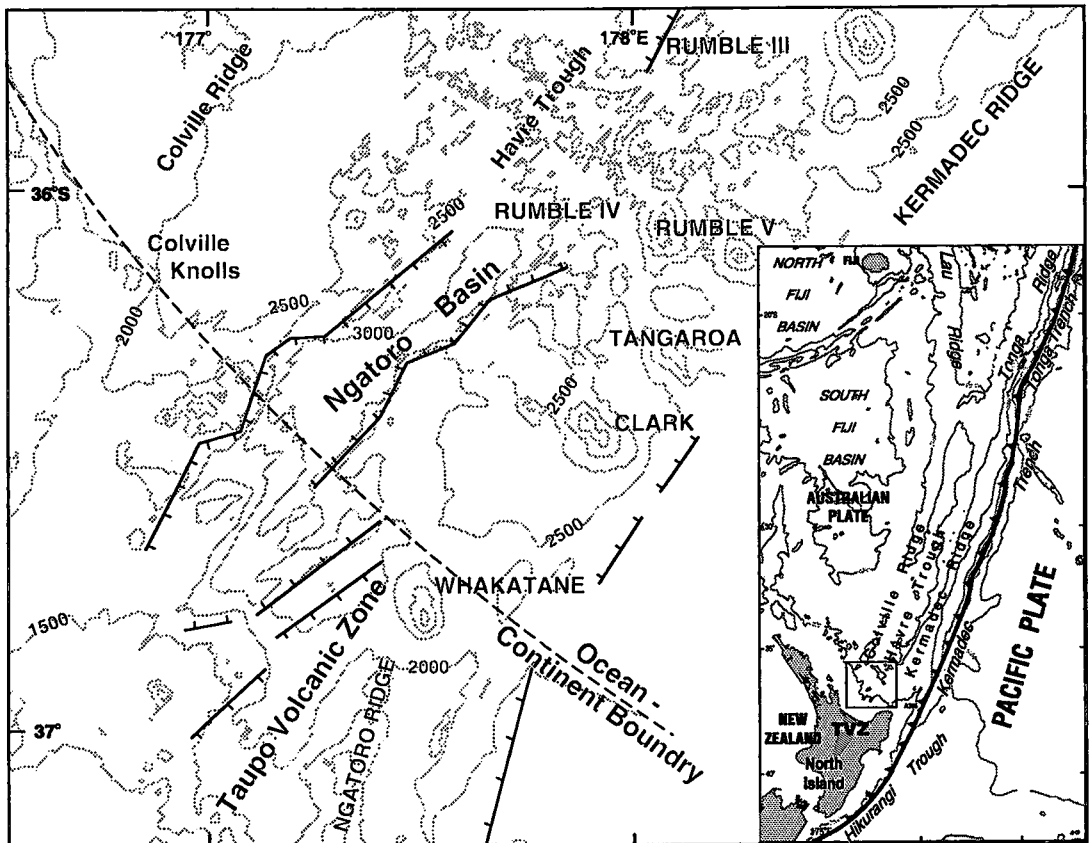 177°
178°E
RUMBLE III
Colville Ridge
Havre Trough
2500
2500
KERMADEC RIDGE
36°S
2500
RUMBLE IV
RUMBLE V
Colville
Knolls
2000
2500
3000
Ngatoro Basin
TANGAROA
2500
CLARK
2500
WHAKATANE
1500
2000
Ocean -
Continent Boundry
Taupo Volcanic Zone
NGATORO RIDGE
37°
NORTH
FIJI
BASIN
Lau
Ridge
Tonga
Ridge
Tonga Trench
SOUTH
FIJI
BASIN
AUSTRALIAN
PLATE
Colville Ridge
Havre Trough
Kermadec Ridge
Kermadec
Trench
PACIFIC PLATE
NEW
ZEALAND
TVZ
North
Island
Hikurangi
Trough